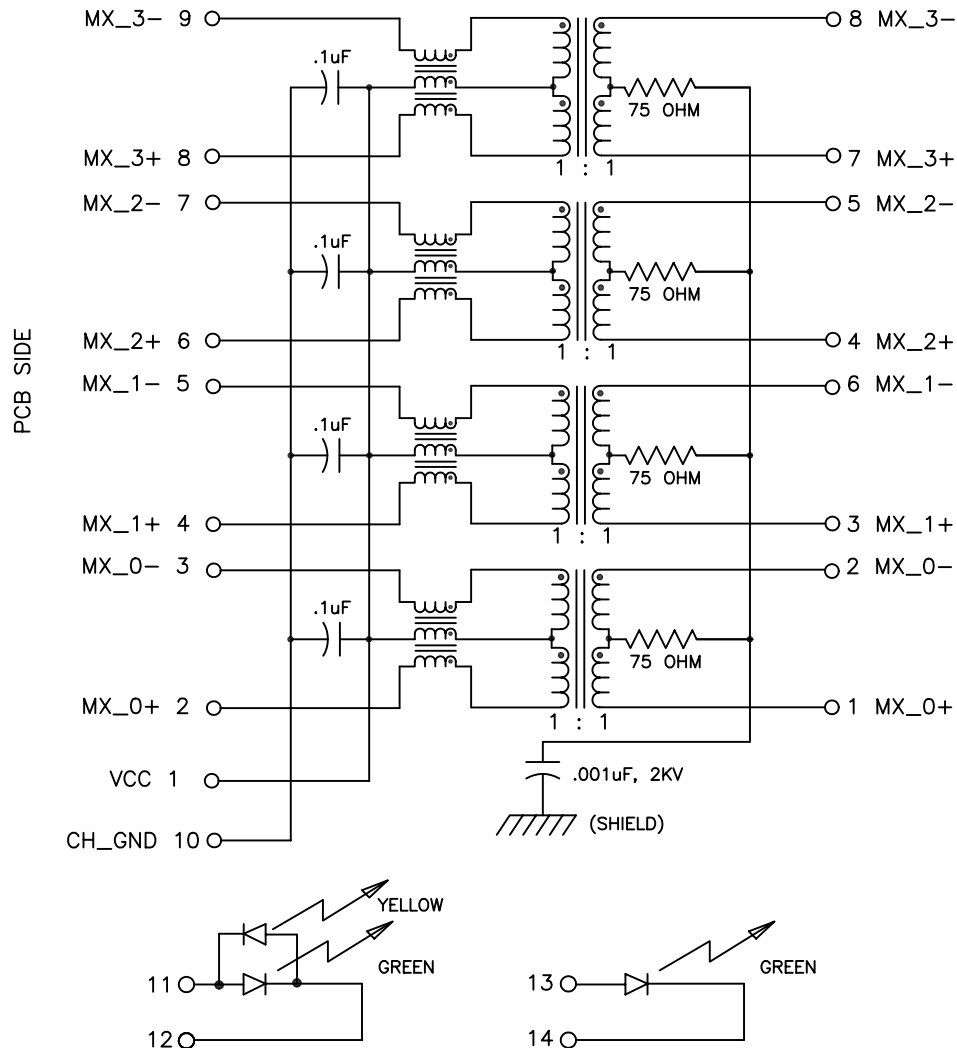 MX_3- 9
8 MX_3-
.1uF
75 OHM
MX_3+ 8
7 MX_3+
1 : 1
MX_2- 7
5 MX_2-
.1uF
75 OHM
PCB SIDE
MX_2+ 6
4 MX_2+
1 : 1
MX_1- 5
6 MX_1-
.1uF
75 OHM
MX_1+ 4
3 MX_1+
1 : 1
MX_0- 3
2 MX_0-
.1uF
75 OHM
MX_0+ 2
1 MX_0+
1 : 1
VCC 1
.001uF, 2KV
(SHIELD)
CH_GND 10
YELLOW
GREEN
GREEN
11
13
12
14